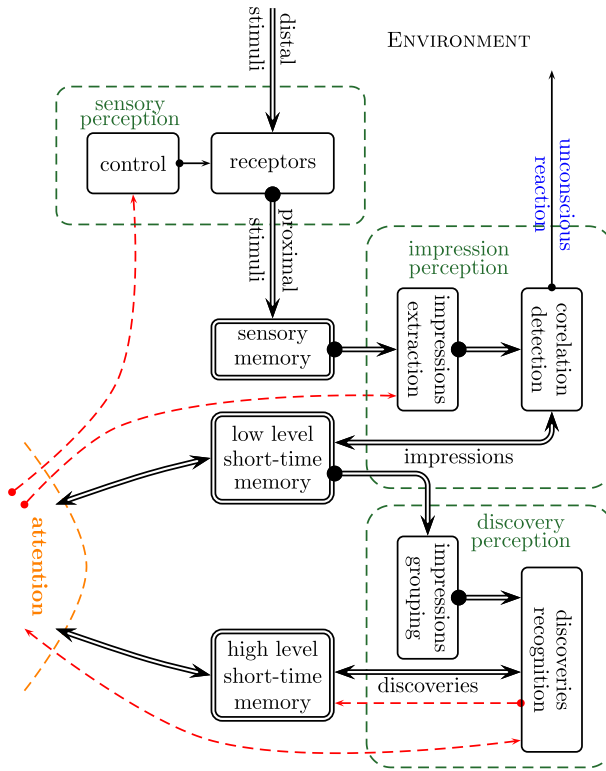 distal
stimuli
ENVIRONMENT
sensory
perception
control
receptors
unconscious
reaction
proximal
stimuli
impression
perception
sensory
memory
impressions
extraction
corelation
detection
low level
short-time
memory
impressions
attention
discovery
perception
impressions
grouping
discoveries
recognition
high level
short-time
memory
discoveries